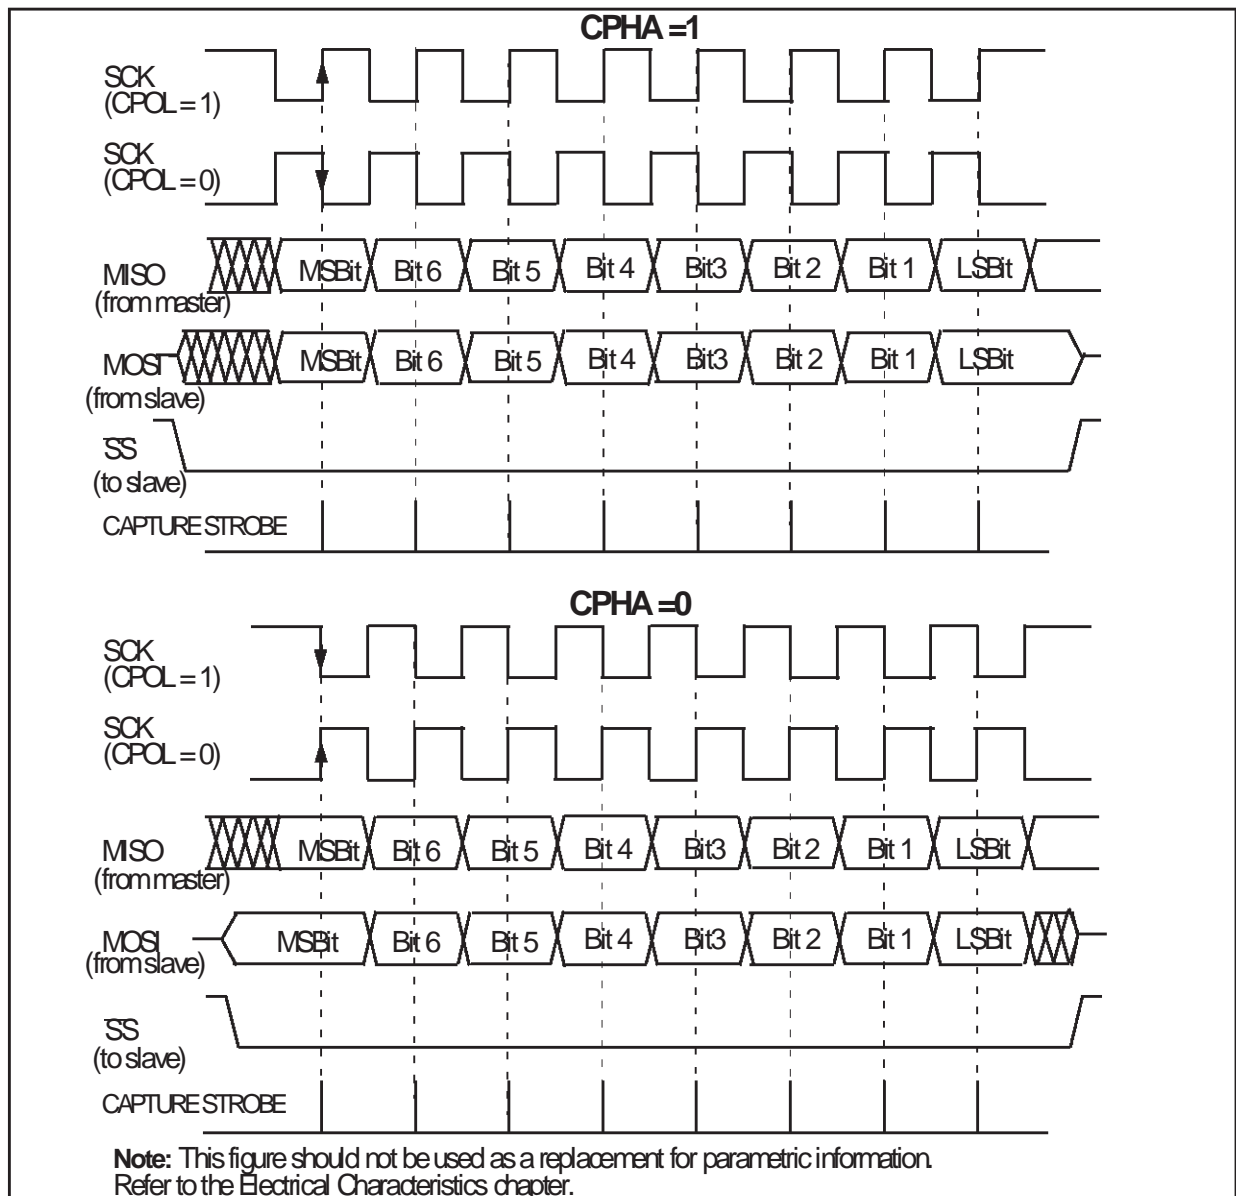 CPHA =1
SCK
(CPOL = 1)
SCK
(CPOL = 0)
MISO
(from master)
MSBit Bit 6 Bit 5 Bit 4 Bit3 Bit 2 Bit 1 LSBit
MOSI
(from slave)
MSBit Bit 6 Bit 5 Bit 4 Bit3 Bit 2 Bit 1 LSBit
SS
(to slave)
CAPTURE STROBE
CPHA =0
SCK
(CPOL = 1)
SCK
(CPOL = 0)
MISO
(from master)
MSBit Bit 6 Bit 5 Bit 4 Bit3 Bit 2 Bit 1 LSBit
MOSI
(from slave)
MSBit Bit 6 Bit 5 Bit 4 Bit3 Bit 2 Bit 1 LSBit
SS
(to slave)
CAPTURE STROBE
Note: This figure should not be used as a replacement for parametric information.
Refer to the Electrical Characteristics chapter.